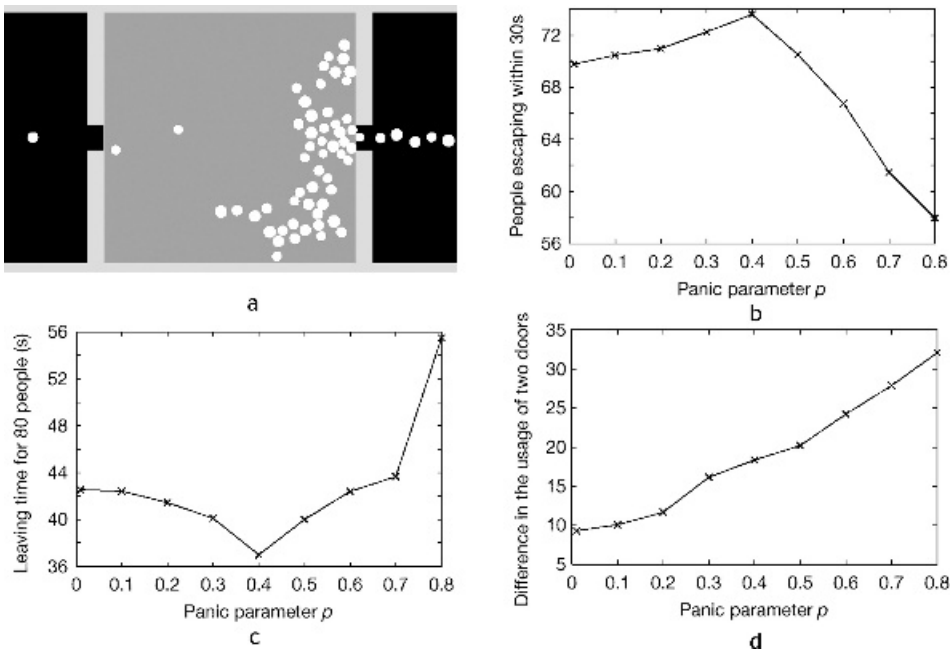 a
People escaping within 30s
72
68
64
60
56
0 0.1 0.2 0.3 0.4 0.5 0.6 0.7 0.8
Panic parameter p
b
Leaving time for 80 people (s)
56
52
48
44
40
36
0 0.1 0.2 0.3 0.4 0.5 0.6 0.7 0.8
Panic parameter p
c
Difference in the usage of two doors
35
30
25
20
15
10
5
0 0.1 0.2 0.3 0.4 0.5 0.6 0.7 0.8
Panic parameter p
d